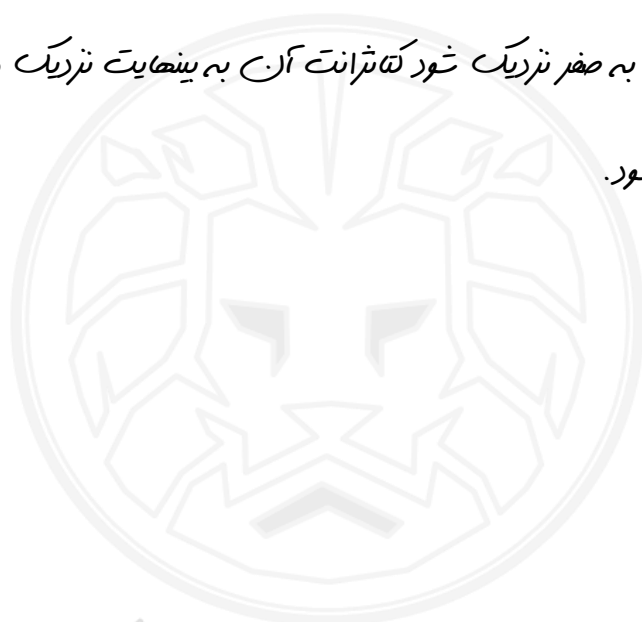 به صفر نزدیک شود کتانژانت آن به بینهایت نزدیک
ود.